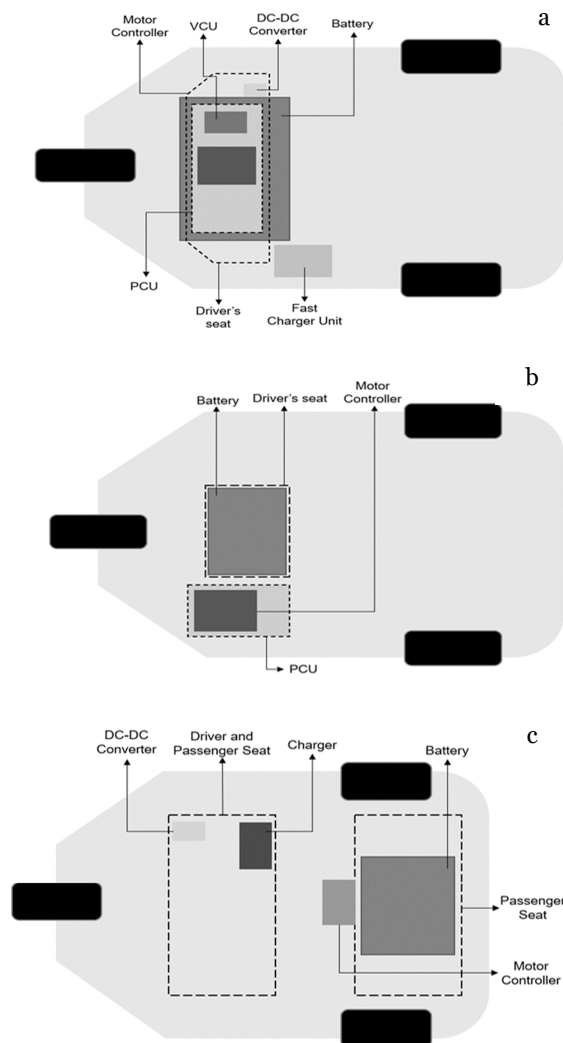 a
Motor
Controller
VCU
DC-DC
Converter
Battery
PCU
Driver's
seat
Fast
Charger Unit
b
Battery
Driver's seat
Motor
Controller
PCU
c
DC-DC
Converter
Driver and
Passenger Seat
Charger
Battery
Passenger
Seat
Motor
Controller